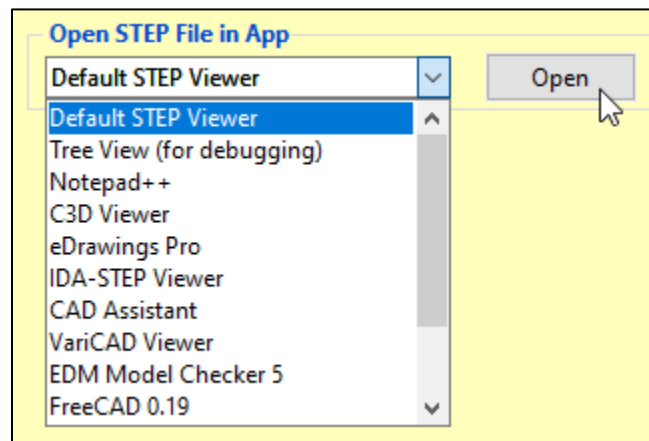 Open STEP File in App
Default STEP Viewer
Open
Default STEP Viewer
Tree View (for debugging)
Notepad++
C3D Viewer
eDrawings Pro
IDA-STEP Viewer
CAD Assistant
VariCAD Viewer
EDM Model Checker 5
FreeCAD 0.19